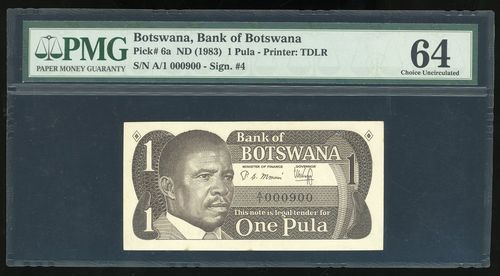 PMG
PAPER MONEY GUARANTY
Botswana, Bank of Botswana
Pick# 6a ND (1983) 1 Pula - Printer: TDLR
S/N A/1 000900 - Sign. #4
64
Choice Uncirculated
Bank of
BOTSWANA
1
1
MINISTER OF FINANCE
GOVERNOR
A/1 000900
This note is legal tender for
One Pula
1